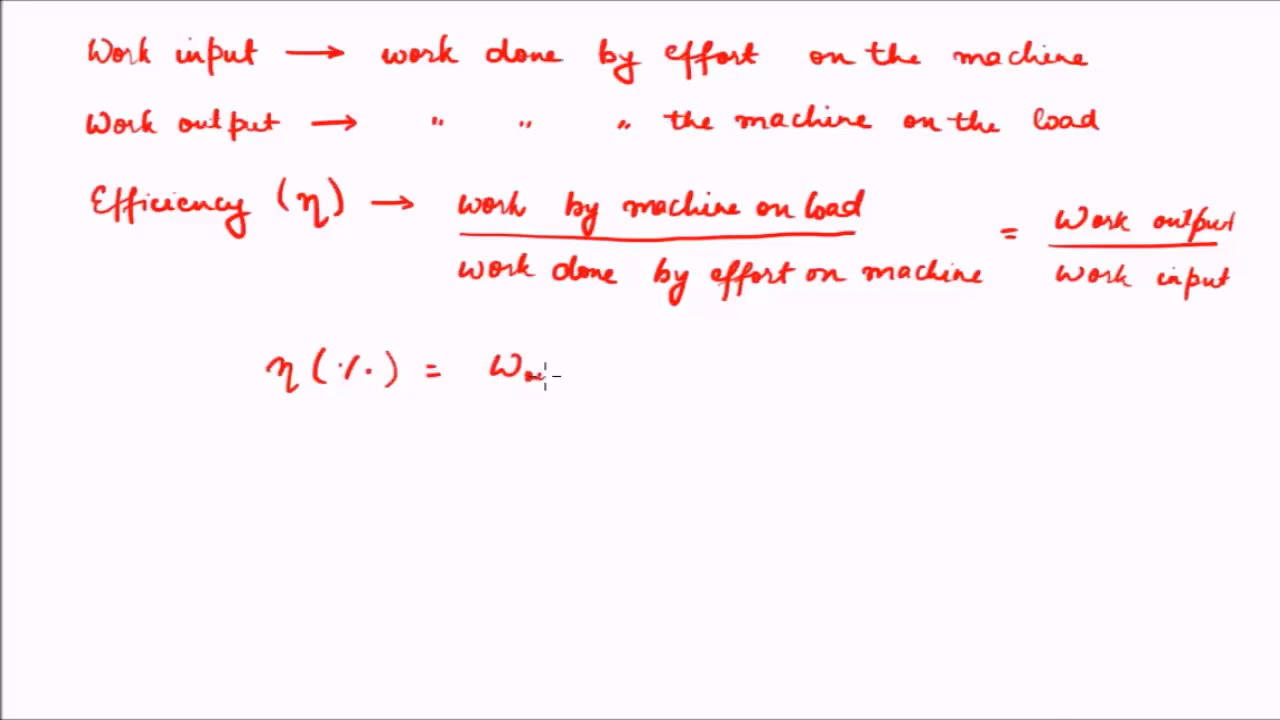 Work input → work done by effort on the machine
Work output → " " " the machine on the load
Efficiency (η) → work by machine on load / work done by effort on machine = Work output / Work input
η (%) =